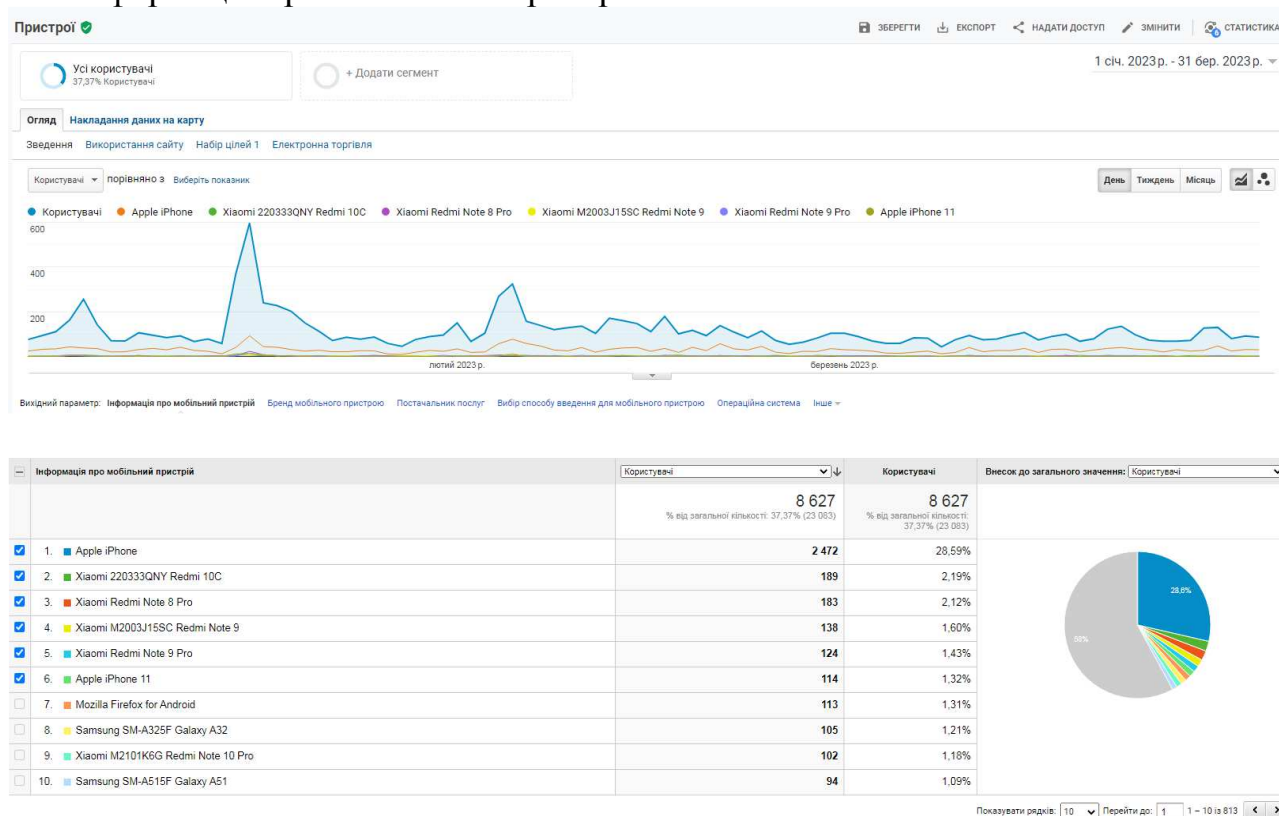 Пристрої
ЗБЕРЕГТИ ЕКСПОРТ НАДАТИ ДОСТУП ЗМІНИТИ СТАТИСТИКА
Усі користувачі
37,37% Користувачі
+ Додати сегмент
1 січ. 2023 р. - 31 бер. 2023 р.
Огляд Накладання даних на карту
Зведення Використання сайту Набір цілей 1 Електронна торгівля
Користувачі порівняно з Виберіть показник
День Тиждень Місяць
Користувачі Apple iPhone Xiaomi 220333QNY Redmi 10C Xiaomi Redmi Note 8 Pro Xiaomi M2003J15SC Redmi Note 9 Xiaomi Redmi Note 9 Pro Apple iPhone 11
600
400
200
лютий 2023 р. березень 2023 р.
Вихідний параметр: Інформація про мобільний пристрій Бренд мобільного пристрою Постачальник послуг Вибір способу введення для мобільного пристрою Операційна система Інше
Інформація про мобільний пристрій Користувачі Користувачі Внесок до загального значення: Користувачі
8 627 8 627
% від загальної кількості: 37,37% (23 083) % від загальної кількості:
37,37% (23 083)
1. Apple iPhone 2 472 28,59%
2. Xiaomi 220333QNY Redmi 10C 189 2,19%
3. Xiaomi Redmi Note 8 Pro 183 2,12%
4. Xiaomi M2003J15SC Redmi Note 9 138 1,60%
5. Xiaomi Redmi Note 9 Pro 124 1,43%
6. Apple iPhone 11 114 1,32%
7. Mozilla Firefox for Android 113 1,31%
8. Samsung SM-A325F Galaxy A32 105 1,21%
9. Xiaomi M2101K6G Redmi Note 10 Pro 102 1,18%
10. Samsung SM-A515F Galaxy A51 94 1,09%
28,6%
Показувати рядків: 10 Перейти до: 1 1 – 10 із 813